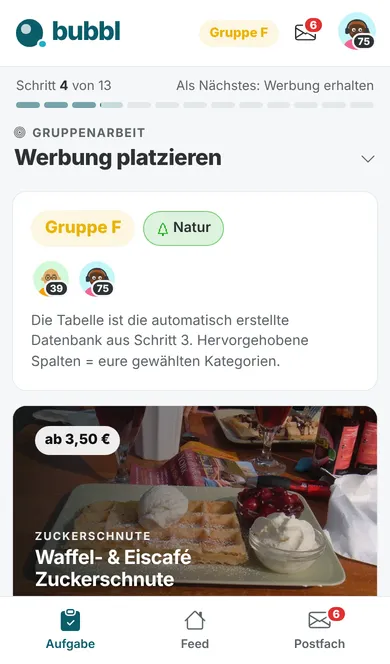 bubbl
Gruppe F
6
75
Schritt 4 von 13
Als Nächstes: Werbung erhalten
GRUPPENARBEIT
Werbung platzieren
Gruppe F
Natur
39
75
Die Tabelle ist die automatisch erstellte
Datenbank aus Schritt 3. Hervorgehobene
Spalten = eure gewählten Kategorien.
ab 3,50 €
ZUCKERSCHNUTE
Waffel- & Eiscafé
Zuckerschnute
6
Aufgabe
Feed
Postfach